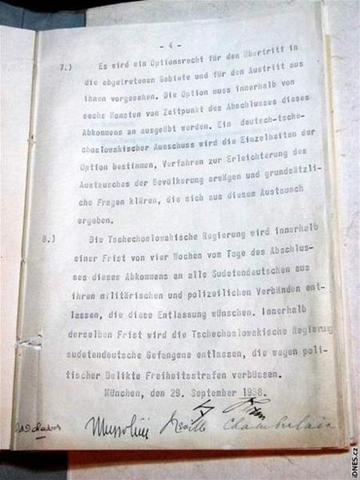 - 4 -
7.) Es wird ein Optionsrecht für den Übertritt in
die abgetretenen Gebiete und für den Austritt aus
ihnen vorgesehen. Die Option muss innerhalb von
sechs Monaten vom Zeitpunkt des Abschlusses dieses
Abkommens an ausgeübt werden. Ein deutsch-tsche-
choslowakischer Ausschuss wird die Einzelheiten der
Option bestimmen, Verfahren zur Erleichterung des
Austausches der Bevölkerung erwägen und grundsätzli-
che Fragen klären, die sich aus diesem Austausch
ergeben.
8.) Die Tschechoslowakische Regierung wird innerhalb
einer Frist von vier Wochen vom Tage des Abschlus-
ses dieses Abkommens an alle Sudetendeutschen aus
ihren militärischen und polizeilichen Verbänden ent-
lassen, die diese Entlassung wünschen. Innerhalb
derselben Frist wird die Tschechoslowakische Regierung
sudetendeutsche Gefangene entlassen, die wegen poli-
tischer Delikte Freiheitsstrafen verbüssen.
München, den 29. September 1938.
Mussolini Neville Chamberlain
iDNES.cz